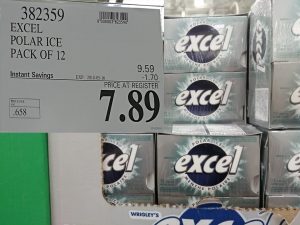 382359
EXCEL
POLAR ICE
PACK OF 12
9.59
Instant Savings
-1.70
PRICE AT REGISTER
7.89
.658
excel
excel
excel
excel
WRIGLEY'S